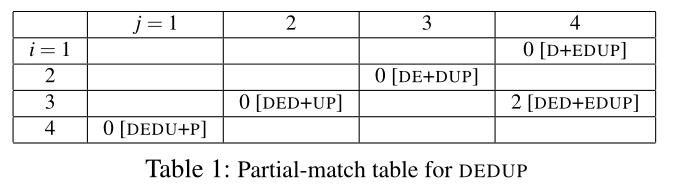 j = 1 2 3 4
i = 1 0 [D+EDUP]
2 0 [DE+DUP]
3 0 [DED+UP] 2 [DED+EDUP]
4 0 [DEDU+P]
Table 1: Partial-match table for DEDUP